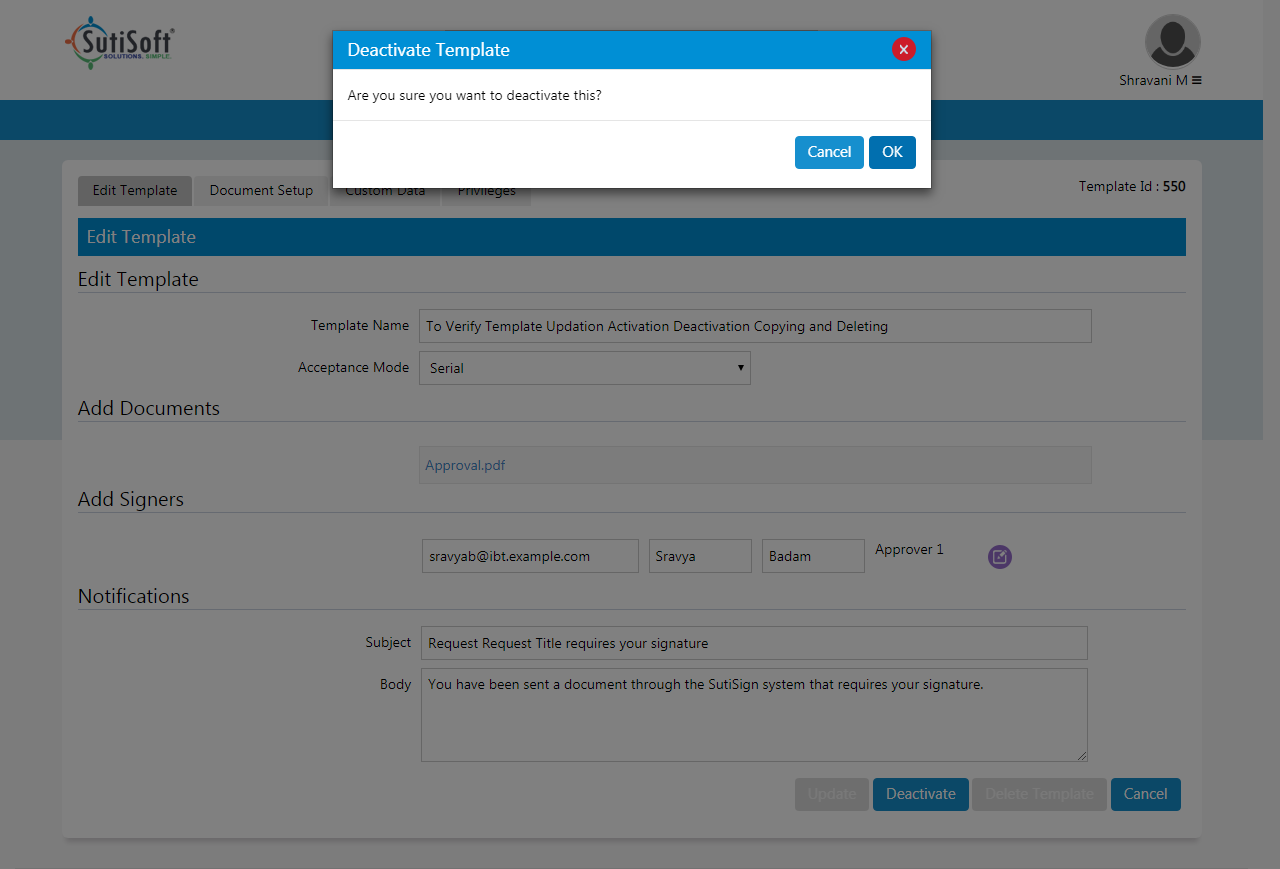 SutiSoft
SOLUTIONS. SIMPLE.
Deactivate Template
Are you sure you want to deactivate this?
Cancel OK
Shravani M
Edit Template Document Setup Custom Data Privileges
Template Id : 550
Edit Template
Edit Template
Template Name To Verify Template Updation Activation Deactivation Copying and Deleting
Acceptance Mode Serial
Add Documents
Approval.pdf
Add Signers
sravyab@ibt.example.com Sravya Badam Approver 1
Notifications
Subject Request Request Title requires your signature
Body You have been sent a document through the SutiSign system that requires your signature.
Update Deactivate Delete Template Cancel